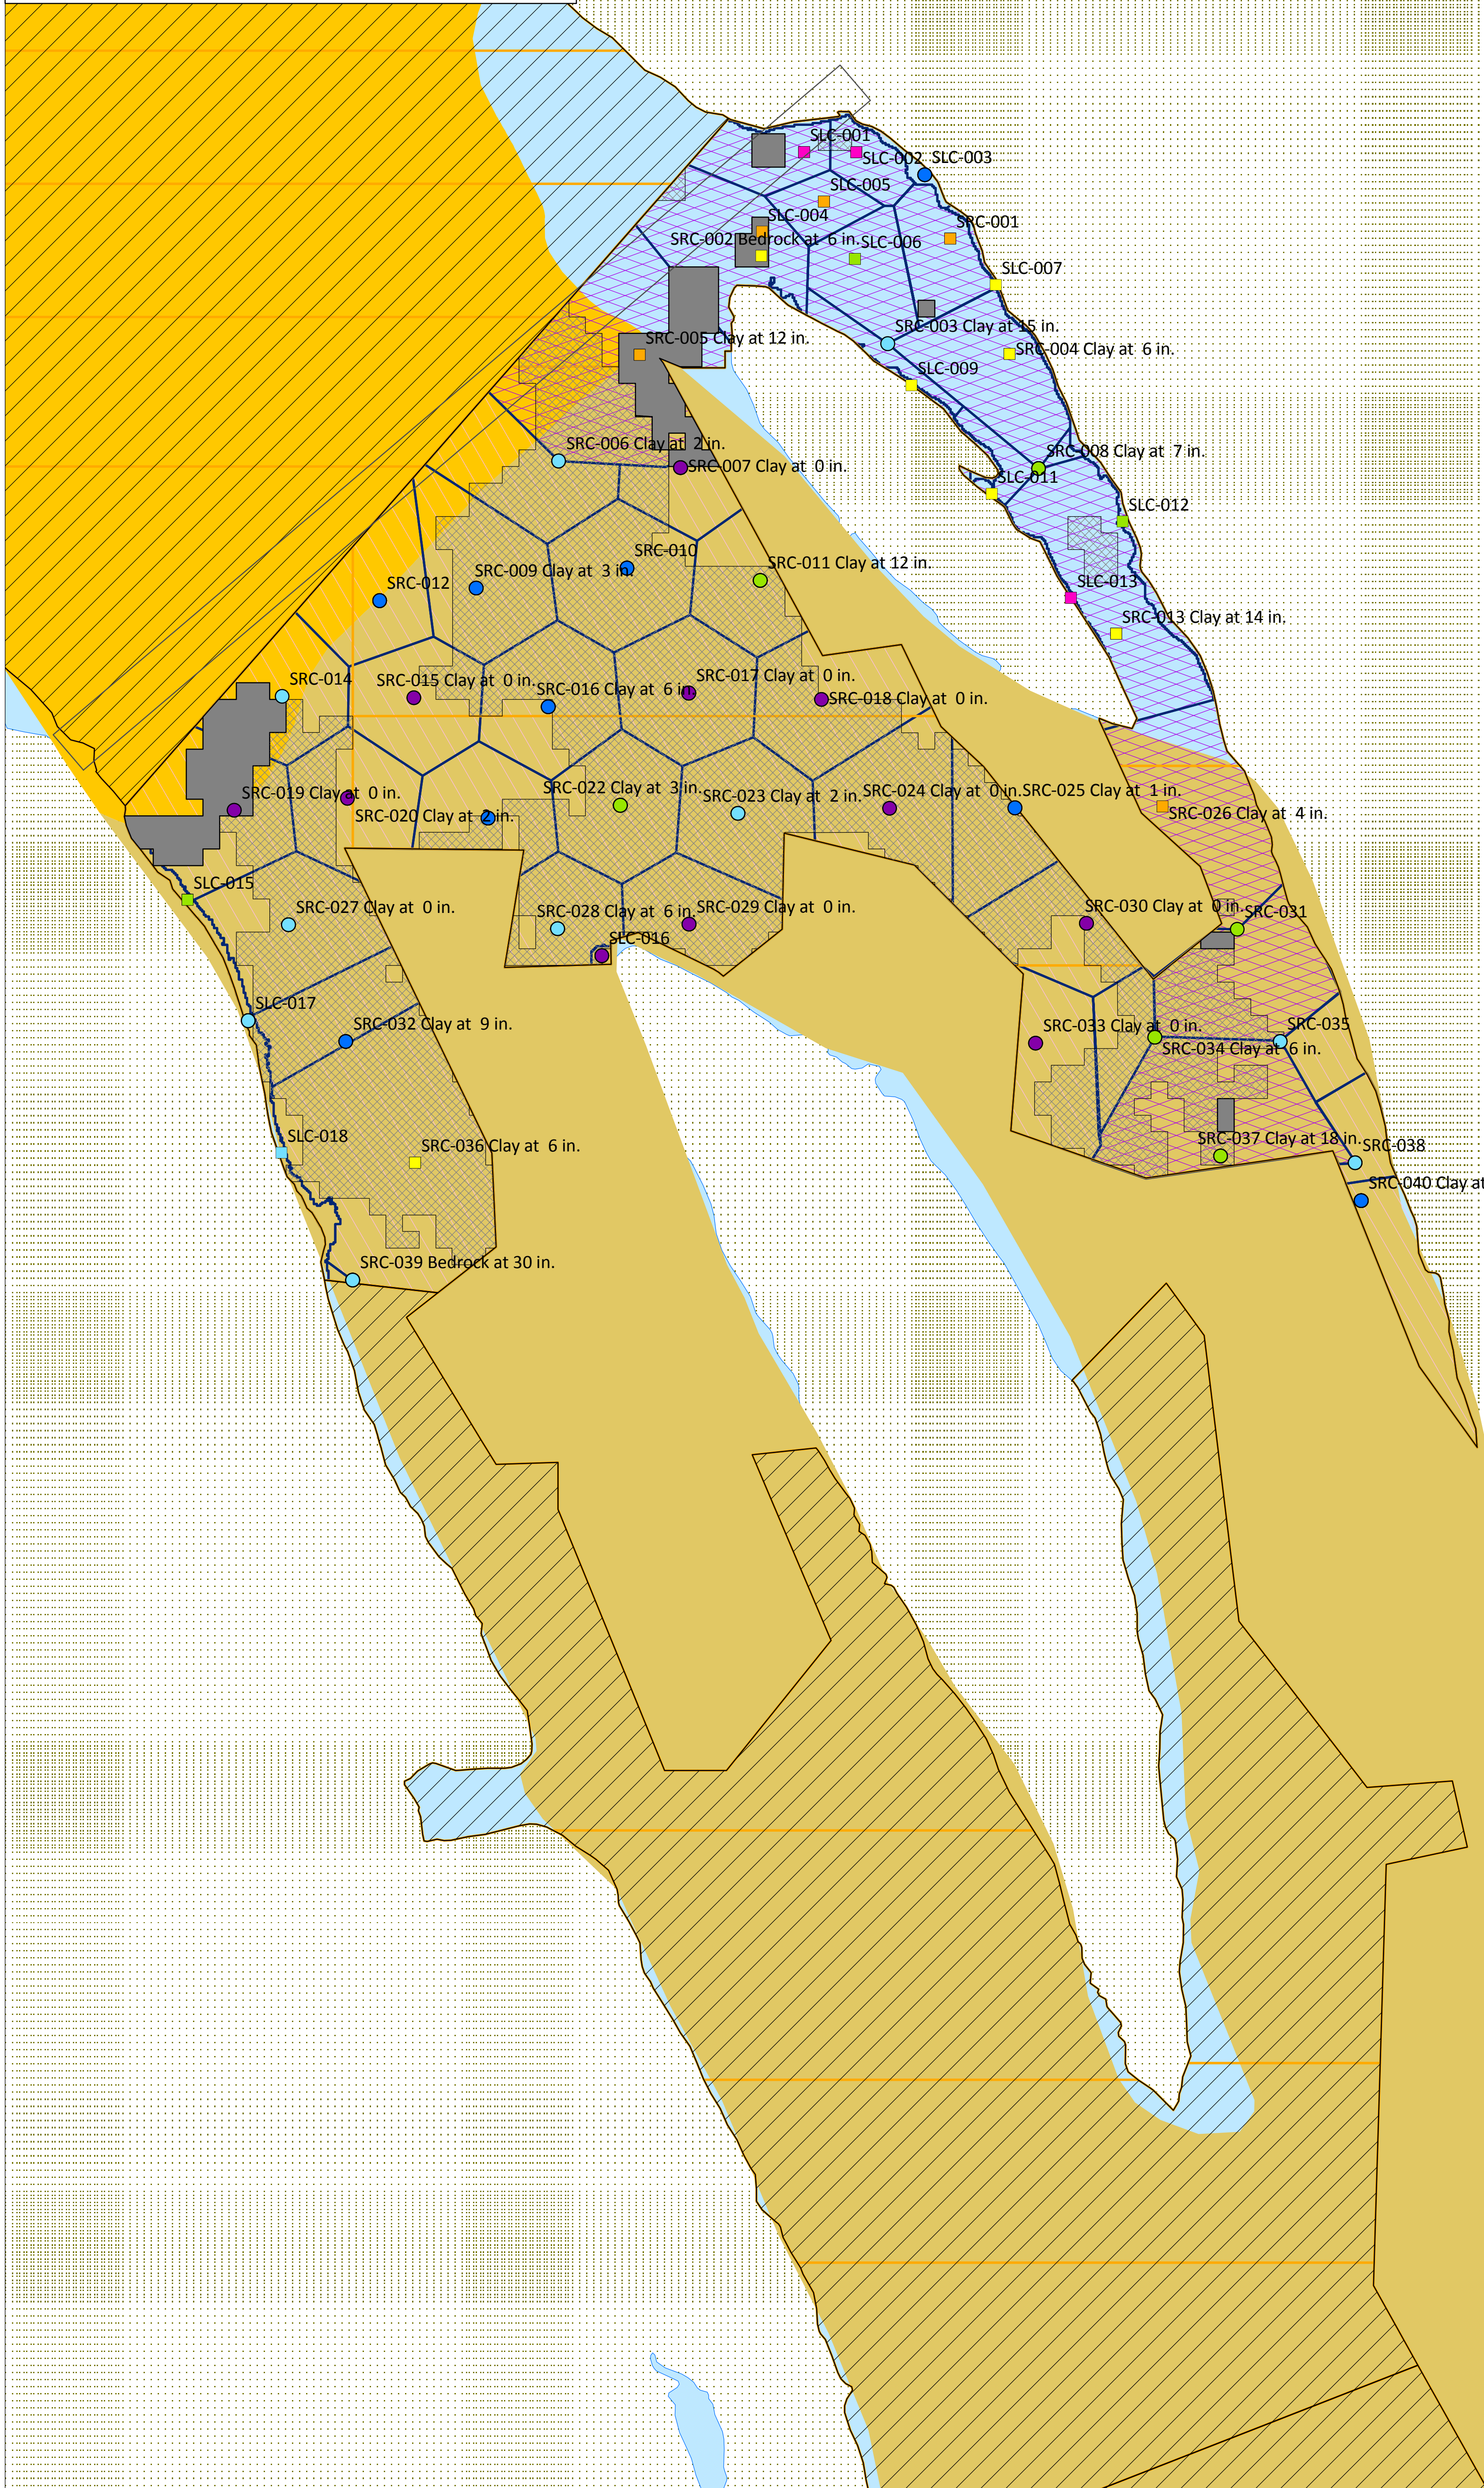 SLC-001
SLC-002
SLC-003
SLC-005
SLC-004
SRC-001
SRC-002 Bedrock at  6 in.
SLC-006
SLC-007
SRC-003 Clay at 15 in.
SRC-005 Clay at 12 in.
SRC-004 Clay at  6 in.
SLC-009
SRC-006 Clay at  2 in.
SRC-008 Clay at  7 in.
SRC-007 Clay at  0 in.
SLC-011
SLC-012
SRC-010
SRC-011 Clay at 12 in.
SRC-009 Clay at  3 in.
SRC-012
SLC-013
SRC-013 Clay at 14 in.
SRC-014
SRC-015 Clay at  0 in.
SRC-017 Clay at  0 in.
SRC-016 Clay at  6 in.
SRC-018 Clay at  0 in.
SRC-019 Clay at  0 in.
SRC-022 Clay at  3 in.
SRC-023 Clay at  2 in.
SRC-024 Clay at  0 in.
SRC-025 Clay at  1 in.
SRC-020 Clay at  2 in.
SRC-026 Clay at  4 in.
SLC-015
SRC-027 Clay at  0 in.
SRC-028 Clay at  6 in.
SRC-029 Clay at  0 in.
SRC-030 Clay at  0 in.
SRC-031
SLC-016
SLC-017
SRC-032 Clay at  9 in.
SRC-033 Clay at  0 in.
SRC-035
SRC-034 Clay at  6 in.
SLC-018
SRC-036 Clay at  6 in.
SRC-037 Clay at 18 in.
SRC-038
SRC-040 Clay at
SRC-039 Bedrock at 30 in.